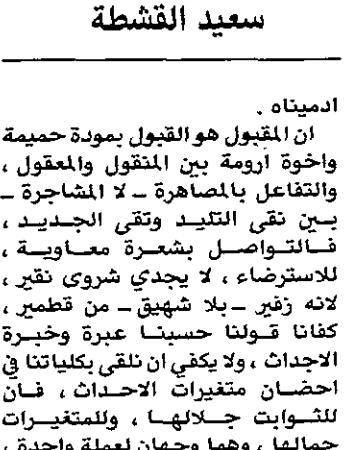 سعيد القشطة
ادميناه .
ان المقبول هو القبول بمودة حميمة
واخوة ارومة بين المنقول والمعقول ،
والتفاعل بالمصاهرة ـ لا المشاجرة ـ
بين نقى التليد وتقى الجديد ،
فالتواصل بشعرة معاوية ،
للاسترضاء ، لا يجدي شروى نقير ،
لانه زفير ـ بلا شهيق ـ من قطمير ،
كفانا قولنا حسبنا عبرة وخبرة
الاجداث ، ولا يكفي ان نلقى بكلياتنا في
احضان متغيرات الاحداث ، فان
للثوابت جلالها ، وللمتغيرات
جمالها ، وهما وجهان لعملة واحدة ،